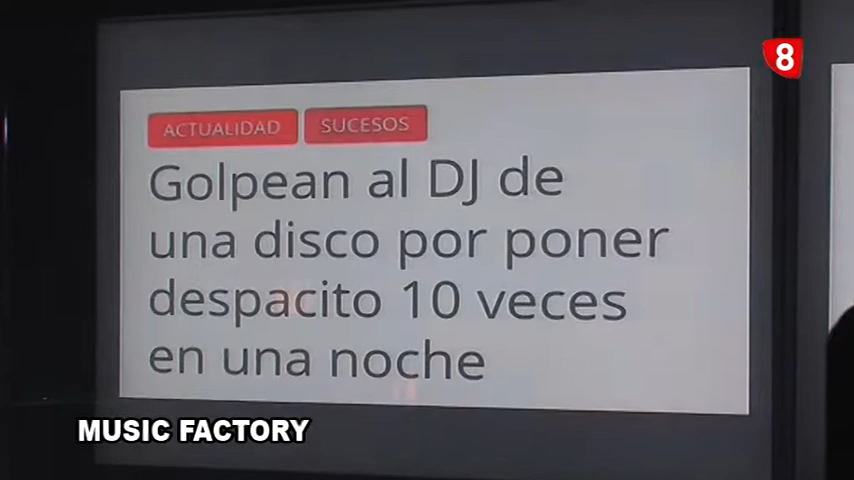 8
ACTUALIDAD SUCESOS
Golpean al DJ de
una disco por poner
despacito 10 veces
en una noche
MUSIC FACTORY